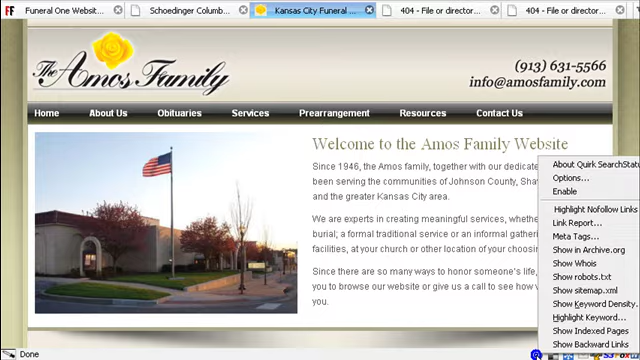 Funeral One Websit...
Schoedinger Columb...
Kansas City Funeral ...
404 - File or director...
404 - File or director...
The Amos Family
(913) 631-5566
info@amosfamily.com
Home
About Us
Obituaries
Services
Prearrangement
Resources
Contact Us
Welcome to the Amos Family Website
Since 1946, the Amos family, together with our dedicate
been serving the communities of Johnson County, Sha
and the greater Kansas City area.
We are experts in creating meaningful services, wheth
burial; a formal traditional service or an informal gatheri
facilities, at your church or other location of your choosi
Since there are so many ways to honor someone's life,
you to browse our website or give us a call to see how
you.
About Quirk SearchStatu
Options...
Enable
Highlight Nofollow Links
Link Report...
Meta Tags...
Show in Archive.org
Show Whois
Show robots.txt
Show sitemap.xml
Show Keyword Density.
Highlight Keyword...
Show Indexed Pages
Show Backward Links
Done